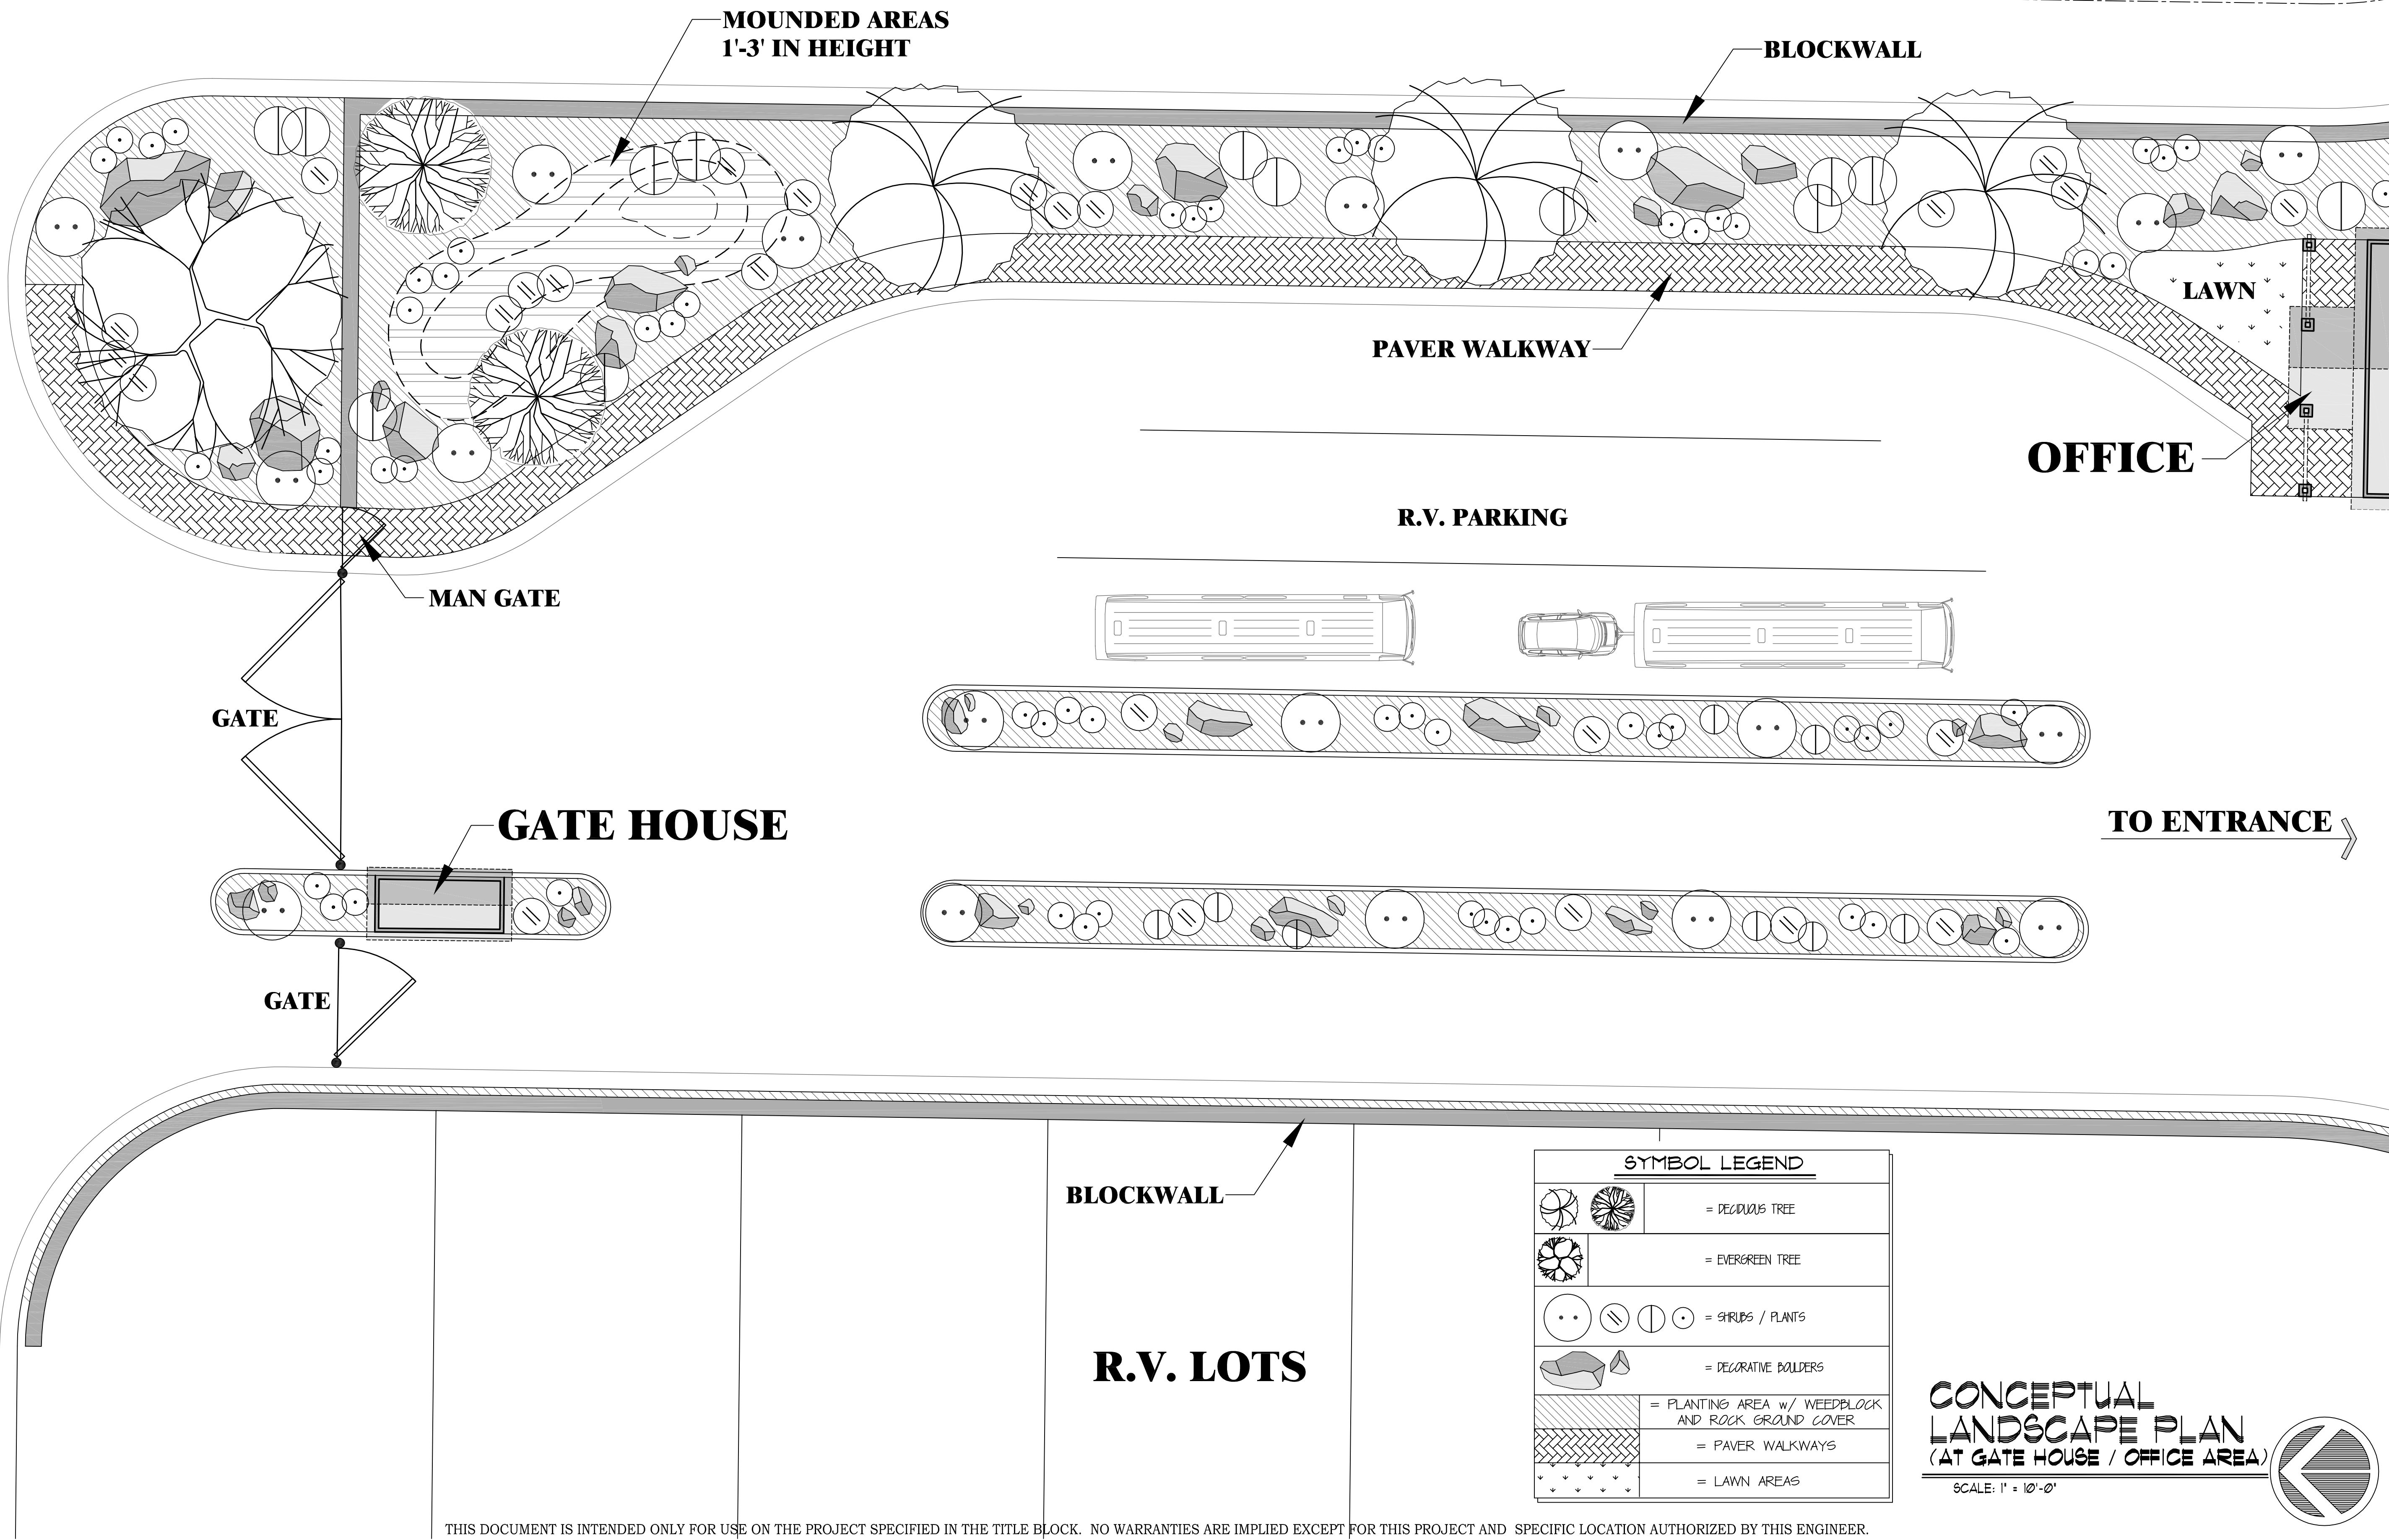 MOUNDED AREAS
1'-3' IN HEIGHT
BLOCKWALL
LAWN
PAVER WALKWAY
OFFICE
R.V. PARKING
MAN GATE
GATE
GATE HOUSE
TO ENTRANCE
GATE
BLOCKWALL
R.V. LOTS
SYMBOL LEGEND
= DECIDUOUS TREE
= EVERGREEN TREE
= SHRUBS / PLANTS
= DECORATIVE BOULDERS
= PLANTING AREA w/ WEEDBLOCK
AND ROCK GROUND COVER
= PAVER WALKWAYS
= LAWN AREAS
CONCEPTUAL
LANDSCAPE PLAN
(AT GATE HOUSE / OFFICE AREA)
SCALE: 1" = 10'-0"
THIS DOCUMENT IS INTENDED ONLY FOR USE ON THE PROJECT SPECIFIED IN THE TITLE BLOCK. NO WARRANTIES ARE IMPLIED EXCEPT FOR THIS PROJECT AND SPECIFIC LOCATION AUTHORIZED BY THIS ENGINEER.